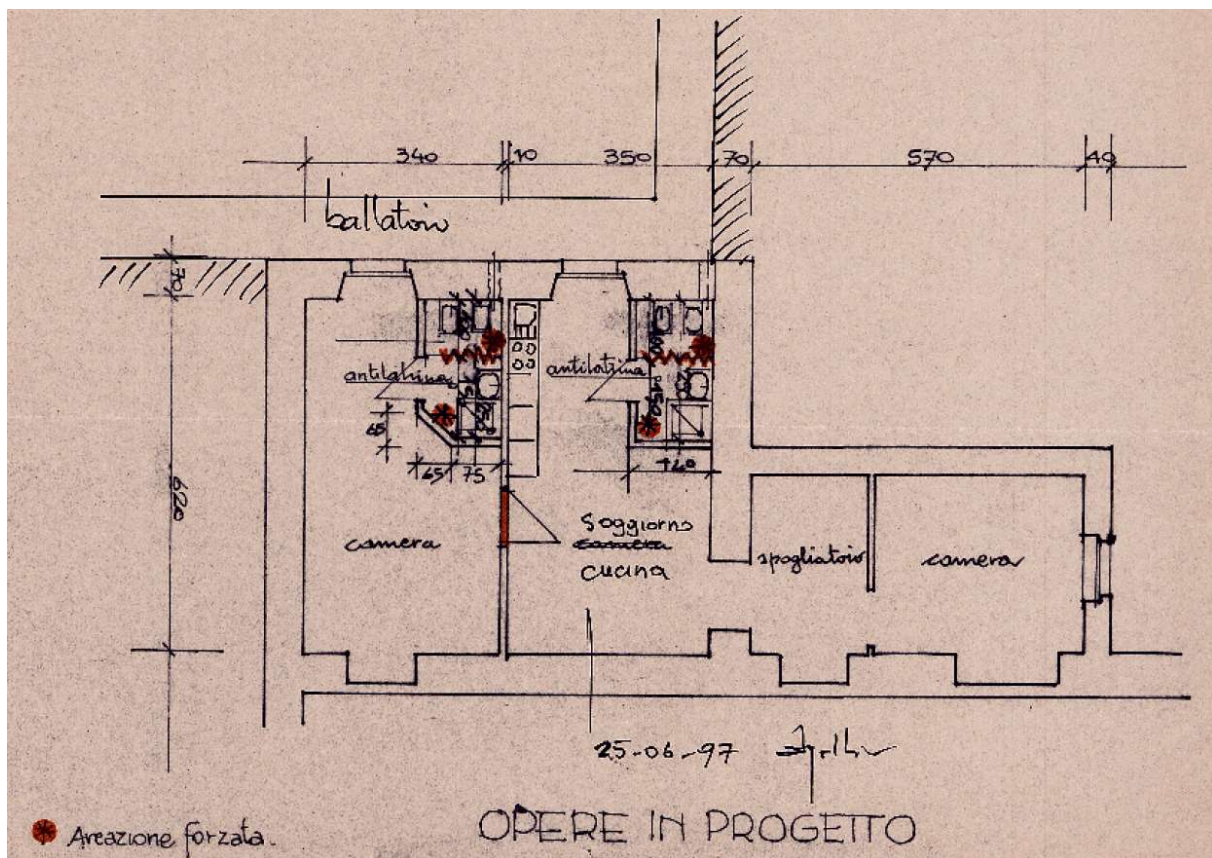 340 10 350 70 570 40
ballatoio
70
antilatrina
antilatrina
65
65 75
140
620
camera
soggiorno
camera
cucina
spogliatoio
camera
25-06-97
OPERE IN PROGETTO
Areazione forzata.